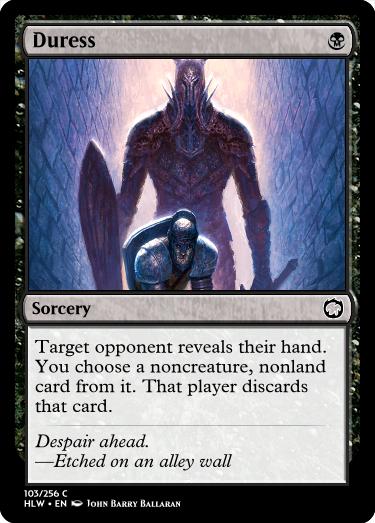 Duress
Sorcery
Target opponent reveals their hand.
You choose a noncreature, nonland
card from it. That player discards
that card.
Despair ahead.
—Etched on an alley wall
103/256 C
HLW • EN John Barry Ballaran